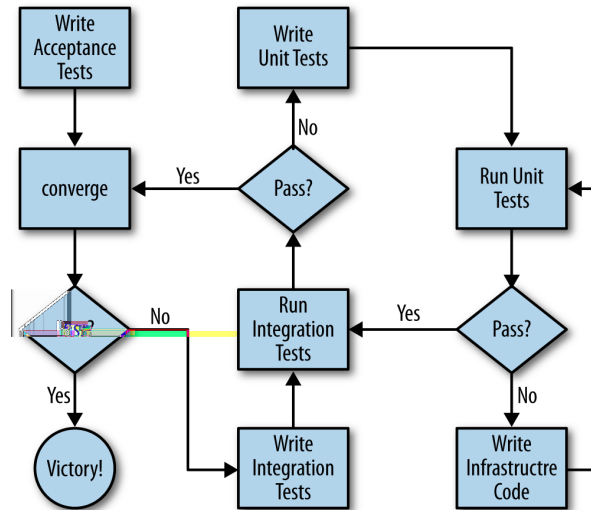 Write
Acceptance
Tests
Write
Unit Tests
No
converge
Yes
Pass?
Run Unit
Tests
No
Run
Integration
Tests
Yes
Pass?
Yes
No
Victory!
Write
Integration
Tests
Write
Infrastructre
Code